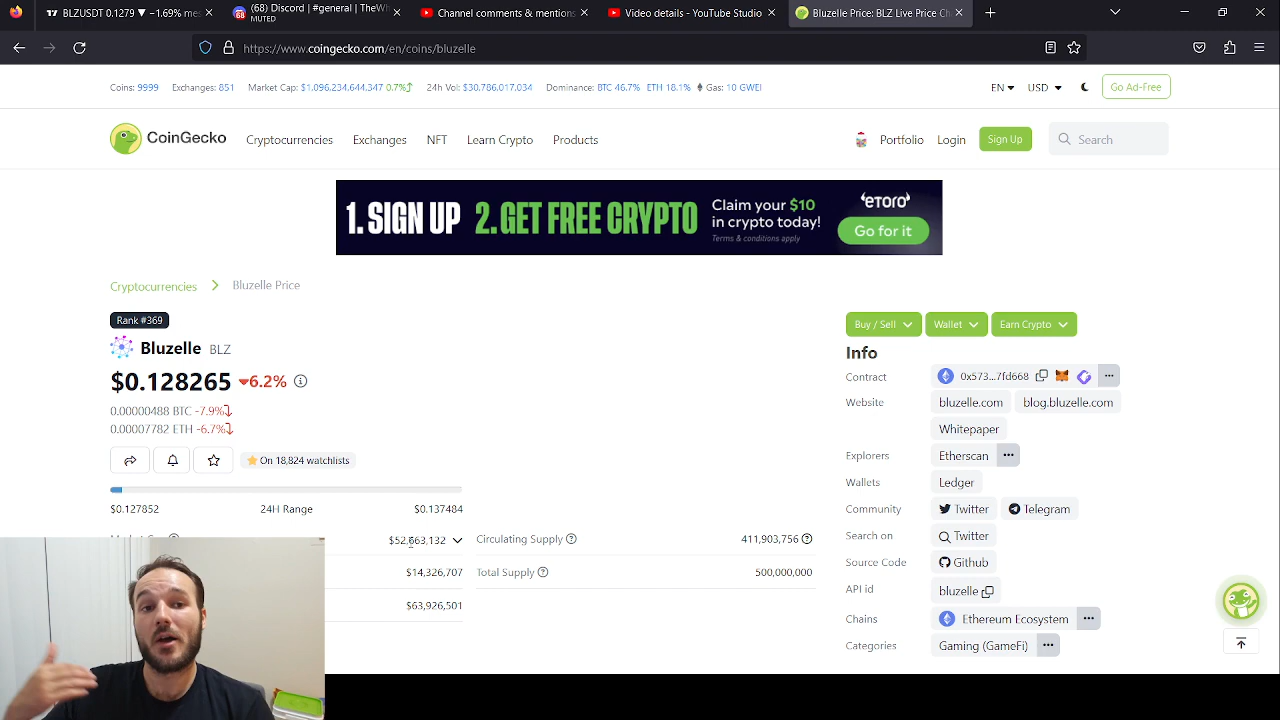 BLZUSDT 0.1279 ▼ −1.69%
(68) Discord | #general | TheWh
MUTED
Channel comments & mentions
Video details - YouTube Studio
Bluzelle Price: BLZ Live Price Cha
https://www.coingecko.com/en/coins/bluzelle
Coins: 9999 Exchanges: 851 Market Cap: $1,096,234,644,347 0.7% 24h Vol: $30,786,017,034 Dominance: BTC 46.7% ETH 18.1% Gas: 10 GWEI
EN USD Go Ad-Free
CoinGecko Cryptocurrencies Exchanges NFT Learn Crypto Products Portfolio Login Sign Up Search
1. SIGN UP 2. GET FREE CRYPTO
Claim your $10
in crypto today!
Terms & conditions apply
eToro
Go for it
Cryptocurrencies > Bluzelle Price
Rank #369
Bluzelle BLZ
$0.128265 6.2%
0.00000488 BTC -7.9%
0.00007782 ETH -6.7%
On 18,824 watchlists
$0.127852 24H Range $0.137484
$52,663,132
$14,326,707
$63,926,501
Circulating Supply 411,903,756
Total Supply 500,000,000
Buy / Sell Wallet Earn Crypto
Info
Contract 0x573...7fd668 ...
Website bluzelle.com blog.bluzelle.com
Whitepaper
Explorers Etherscan ...
Wallets Ledger
Community Twitter Telegram
Search on Twitter
Source Code Github
API id bluzelle
Chains Ethereum Ecosystem ...
Categories Gaming (GameFi) ...